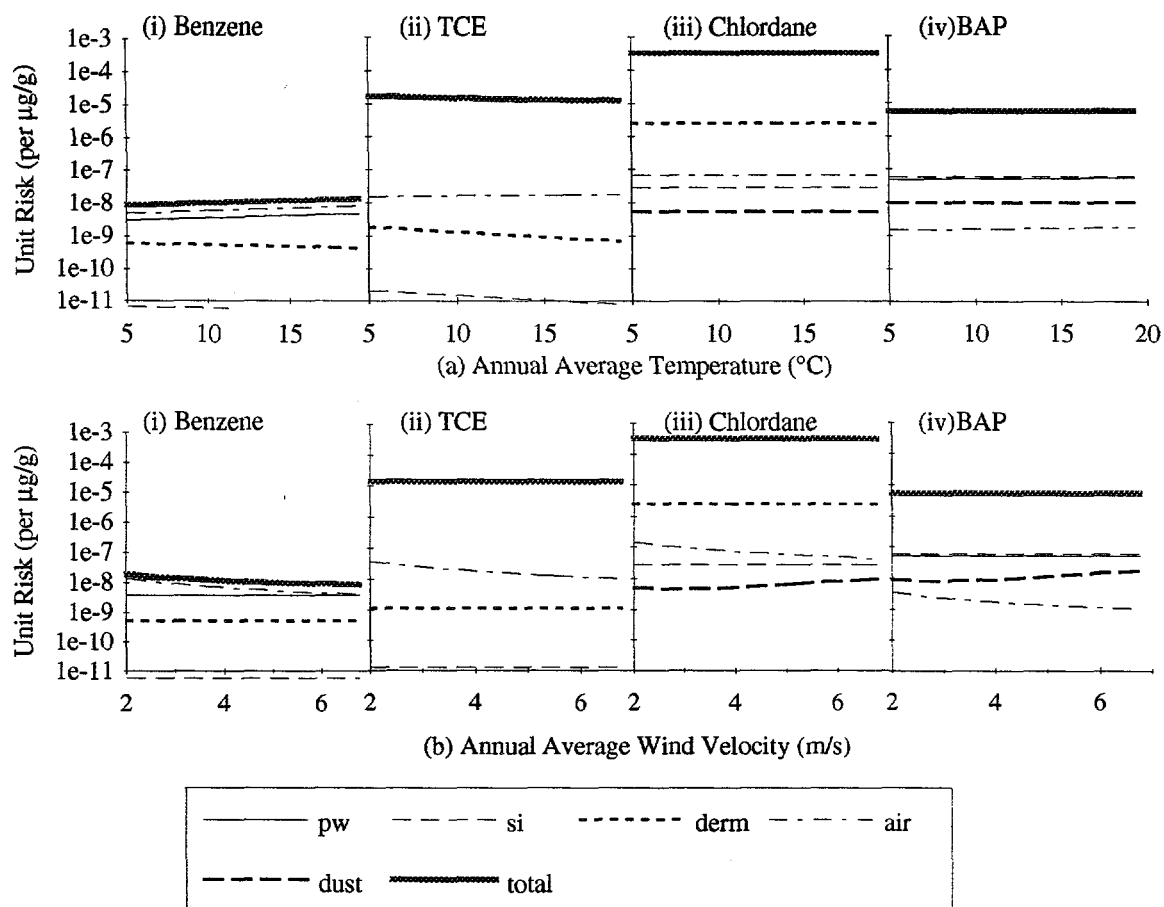 (i) Benzene (ii) TCE (iii) Chlordane (iv)BAP
Unit Risk (per µg/g)
1e-3
1e-4
1e-5
1e-6
1e-7
1e-8
1e-9
1e-10
1e-11
5 10 15 5 10 15 5 10 15 5 10 15 20
(a) Annual Average Temperature (°C)
(i) Benzene (ii) TCE (iii) Chlordane (iv)BAP
Unit Risk (per µg/g)
1e-3
1e-4
1e-5
1e-6
1e-7
1e-8
1e-9
1e-10
1e-11
2 4 6 2 4 6 2 4 6 2 4 6
(b) Annual Average Wind Velocity (m/s)
pw si derm air
dust total